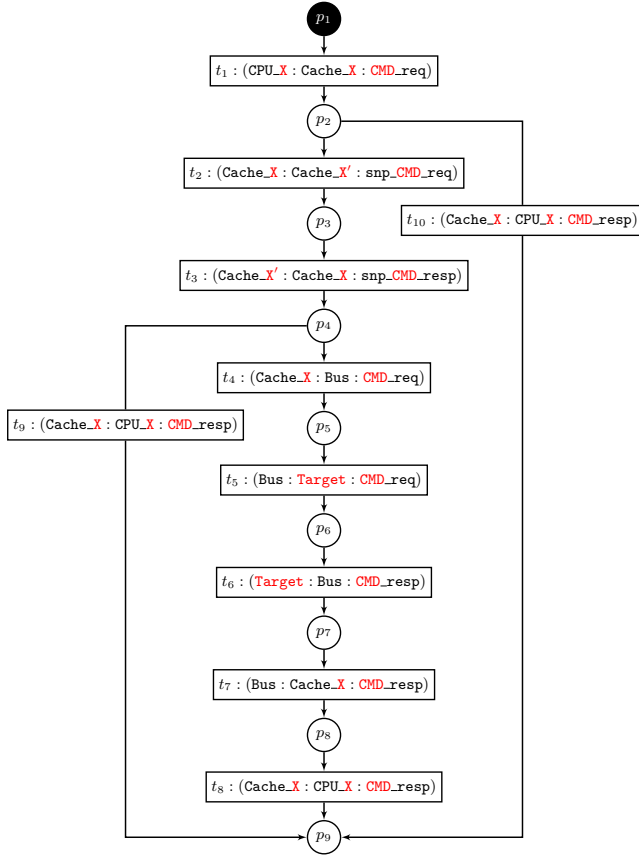 p₁
t₁ : (CPU_X : Cache_X : CMD_req)
p₂
t₂ : (Cache_X : Cache_X′ : snp_CMD_req)
p₃
t₁₀ : (Cache_X : CPU_X : CMD_resp)
t₃ : (Cache_X′ : Cache_X : snp_CMD_resp)
p₄
t₄ : (Cache_X : Bus : CMD_req)
t₉ : (Cache_X : CPU_X : CMD_resp)
p₅
t₅ : (Bus : Target : CMD_req)
p₆
t₆ : (Target : Bus : CMD_resp)
p₇
t₇ : (Bus : Cache_X : CMD_resp)
p₈
t₈ : (Cache_X : CPU_X : CMD_resp)
p₉